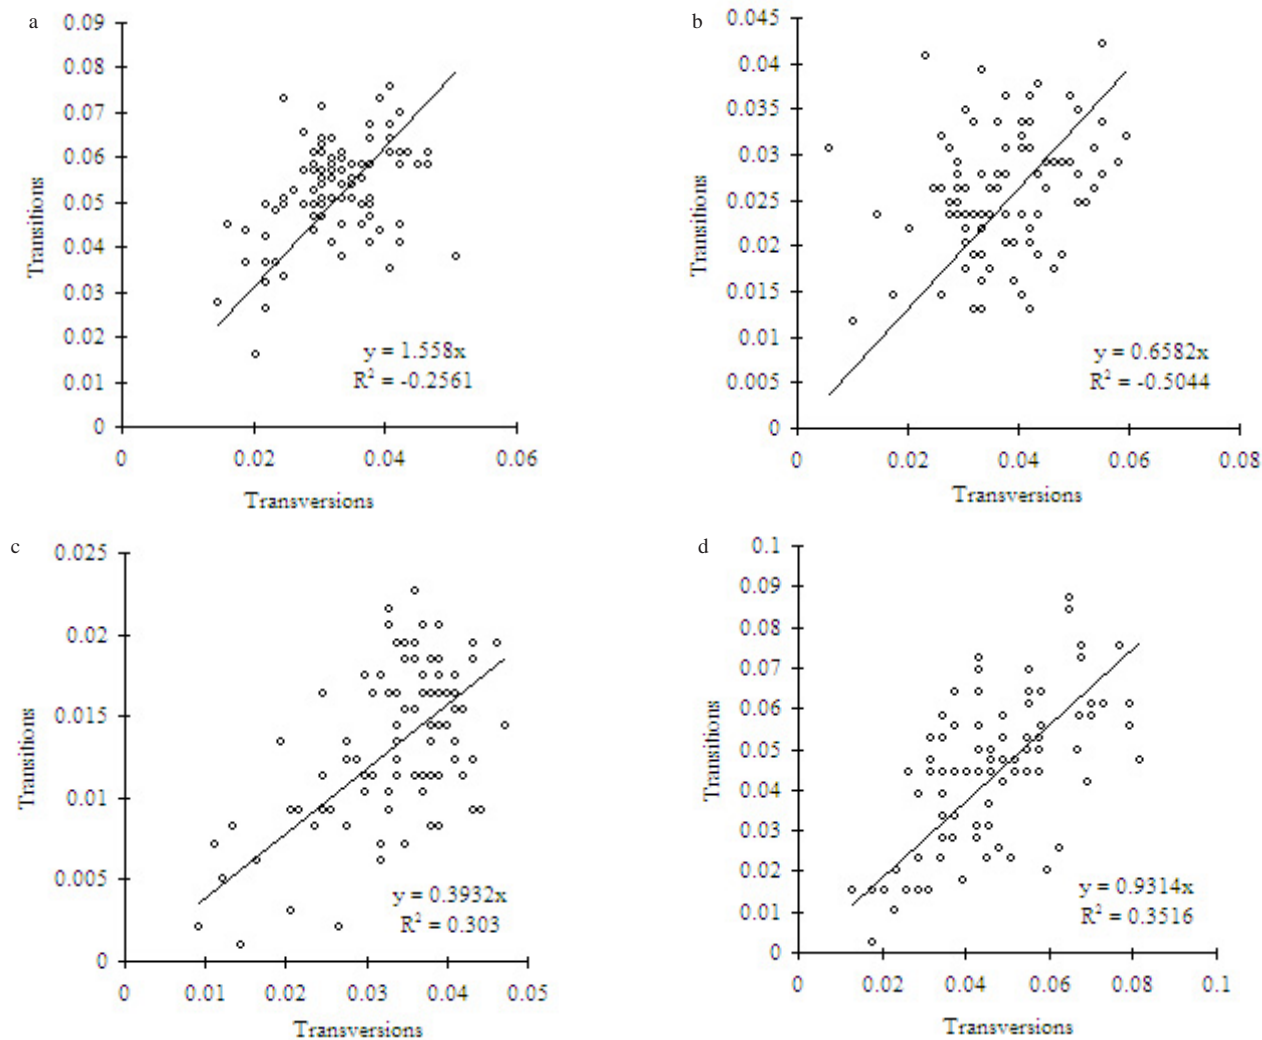 a
0.09
0.08
0.07
0.06
0.05
0.04
0.03
0.02
0.01
0
Transitions
y = 1.558x
R² = -0.2561
0 0.02 0.04 0.06
Transversions
b
0.045
0.04
0.035
0.03
0.025
0.02
0.015
0.01
0.005
0
Transitions
y = 0.6582x
R² = -0.5044
0 0.02 0.04 0.06 0.08
Transversions
c
0.025
0.02
0.015
0.01
0.005
0
Transitions
y = 0.3932x
R² = 0.303
0 0.01 0.02 0.03 0.04 0.05
Transversions
d
0.1
0.09
0.08
0.07
0.06
0.05
0.04
0.03
0.02
0.01
0
Transitions
y = 0.9314x
R² = 0.3516
0 0.02 0.04 0.06 0.08 0.1
Transversions